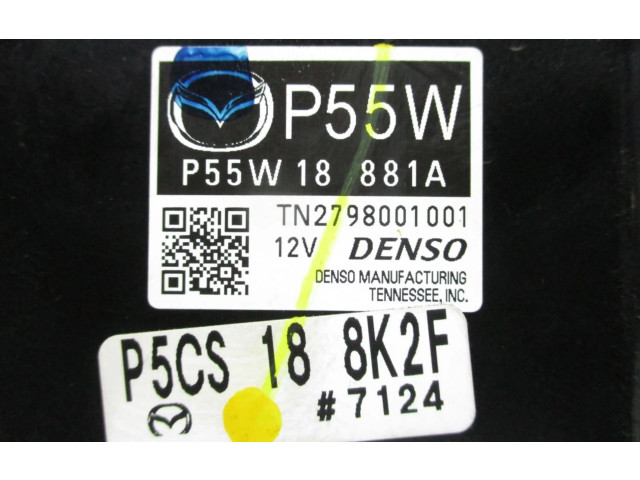 P55W
P55W 18 881A
TN2798001001
12V DENSO
DENSO MANUFACTURING
TENNESSEE, INC.
P5CS 18 8K2F
#7124